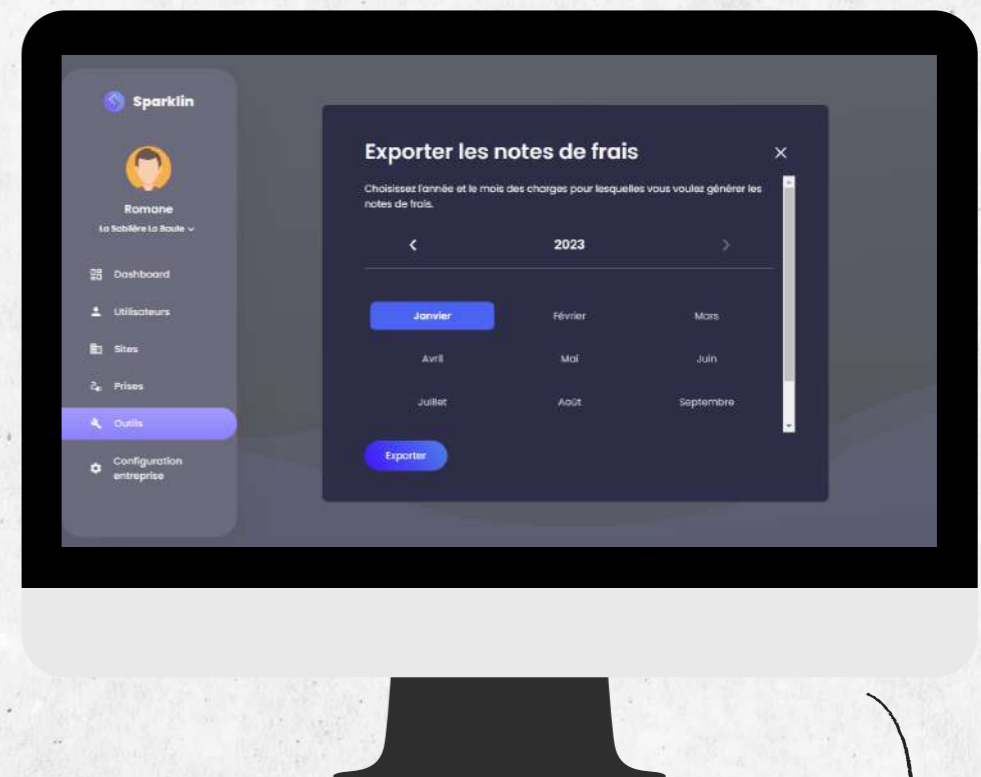 Sparklin
Romane
La Sablière La Baule
Dashboard
Utilisateurs
Sites
Prises
Outils
Configuration
entreprise
Exporter les notes de frais
Choisissez l'année et le mois des charges pour lesquelles vous voulez générer les
notes de frais.
2023
Janvier Février Mars
Avril Mai Juin
Juillet Août Septembre
Exporter